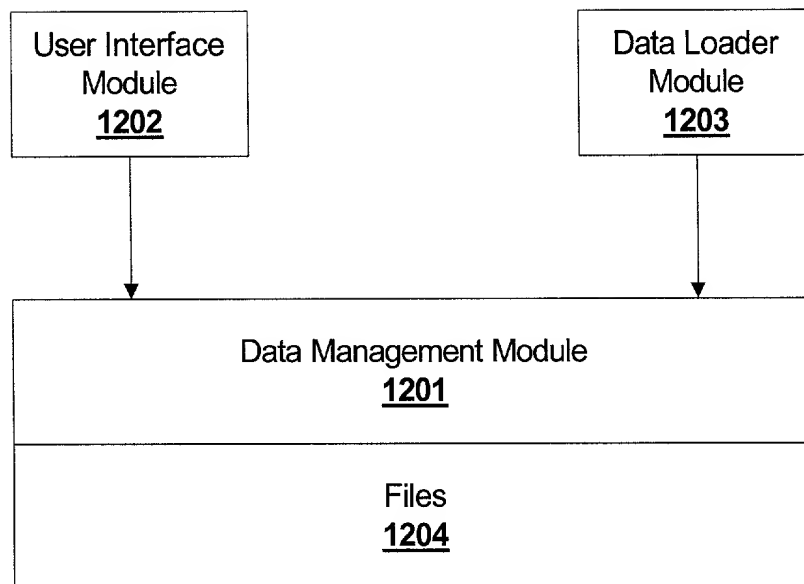 User Interface
Module
1202
Data Loader
Module
1203
Data Management Module
1201
Files
1204